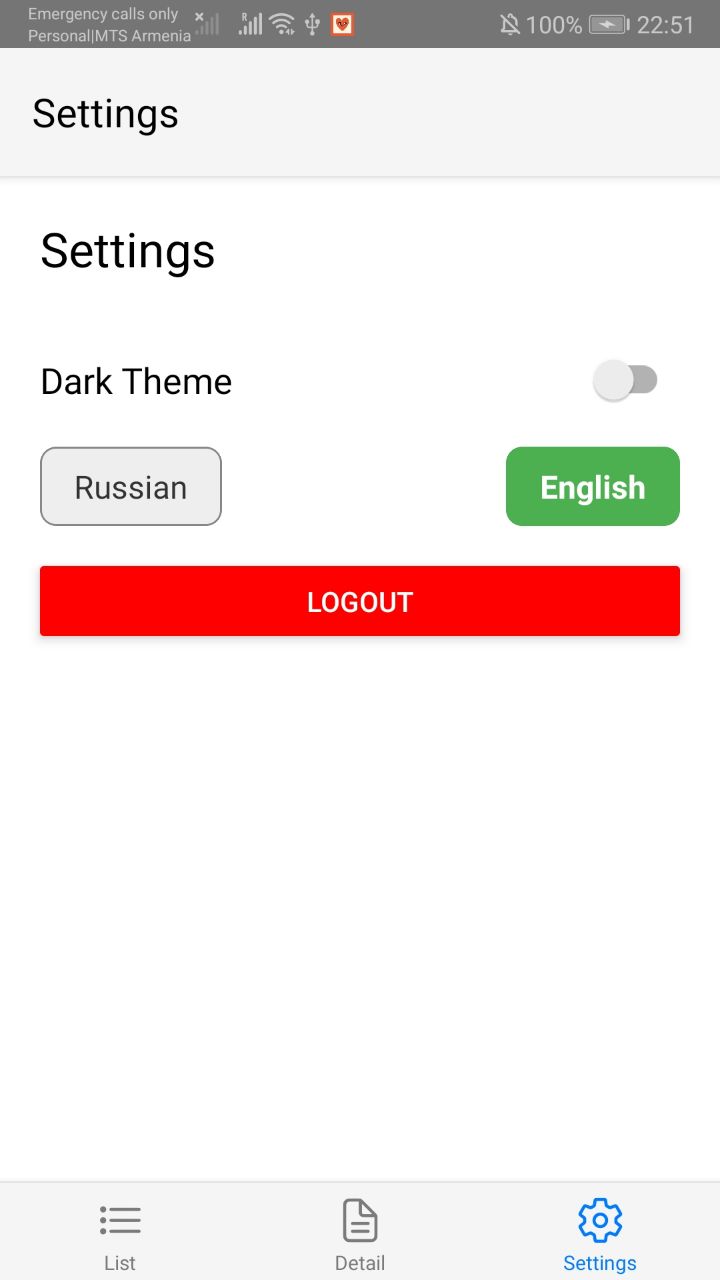 Emergency calls only
Personal|MTS Armenia
R
100%
22:51
Settings
Settings
Dark Theme
Russian
English
LOGOUT
List
Detail
Settings